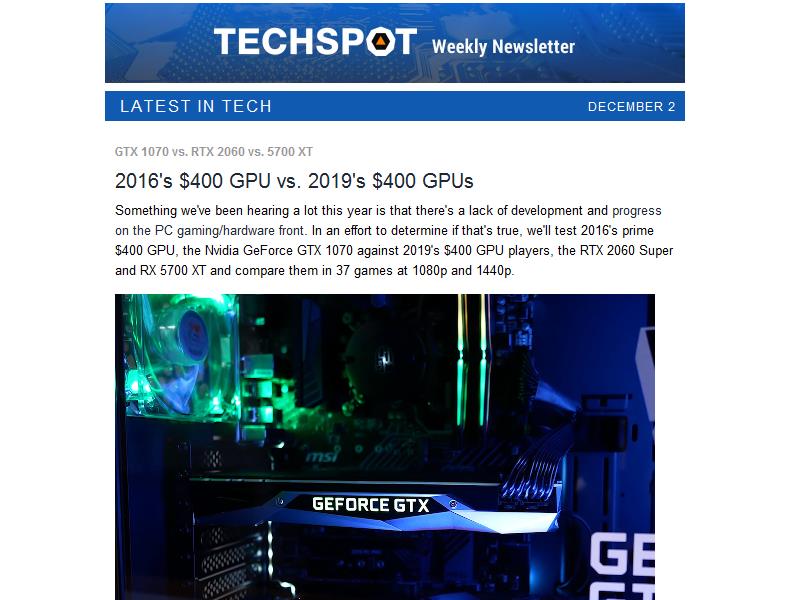 TECHSPOT Weekly Newsletter
LATEST IN TECH DECEMBER 2
GTX 1070 vs. RTX 2060 vs. 5700 XT
2016's $400 GPU vs. 2019's $400 GPUs
Something we've been hearing a lot this year is that there's a lack of development and progress
on the PC gaming/hardware front. In an effort to determine if that's true, we'll test 2016's prime
$400 GPU, the Nvidia GeForce GTX 1070 against 2019's $400 GPU players, the RTX 2060 Super
and RX 5700 XT and compare them in 37 games at 1080p and 1440p.
msi
GEFORCE GTX
GE
GT